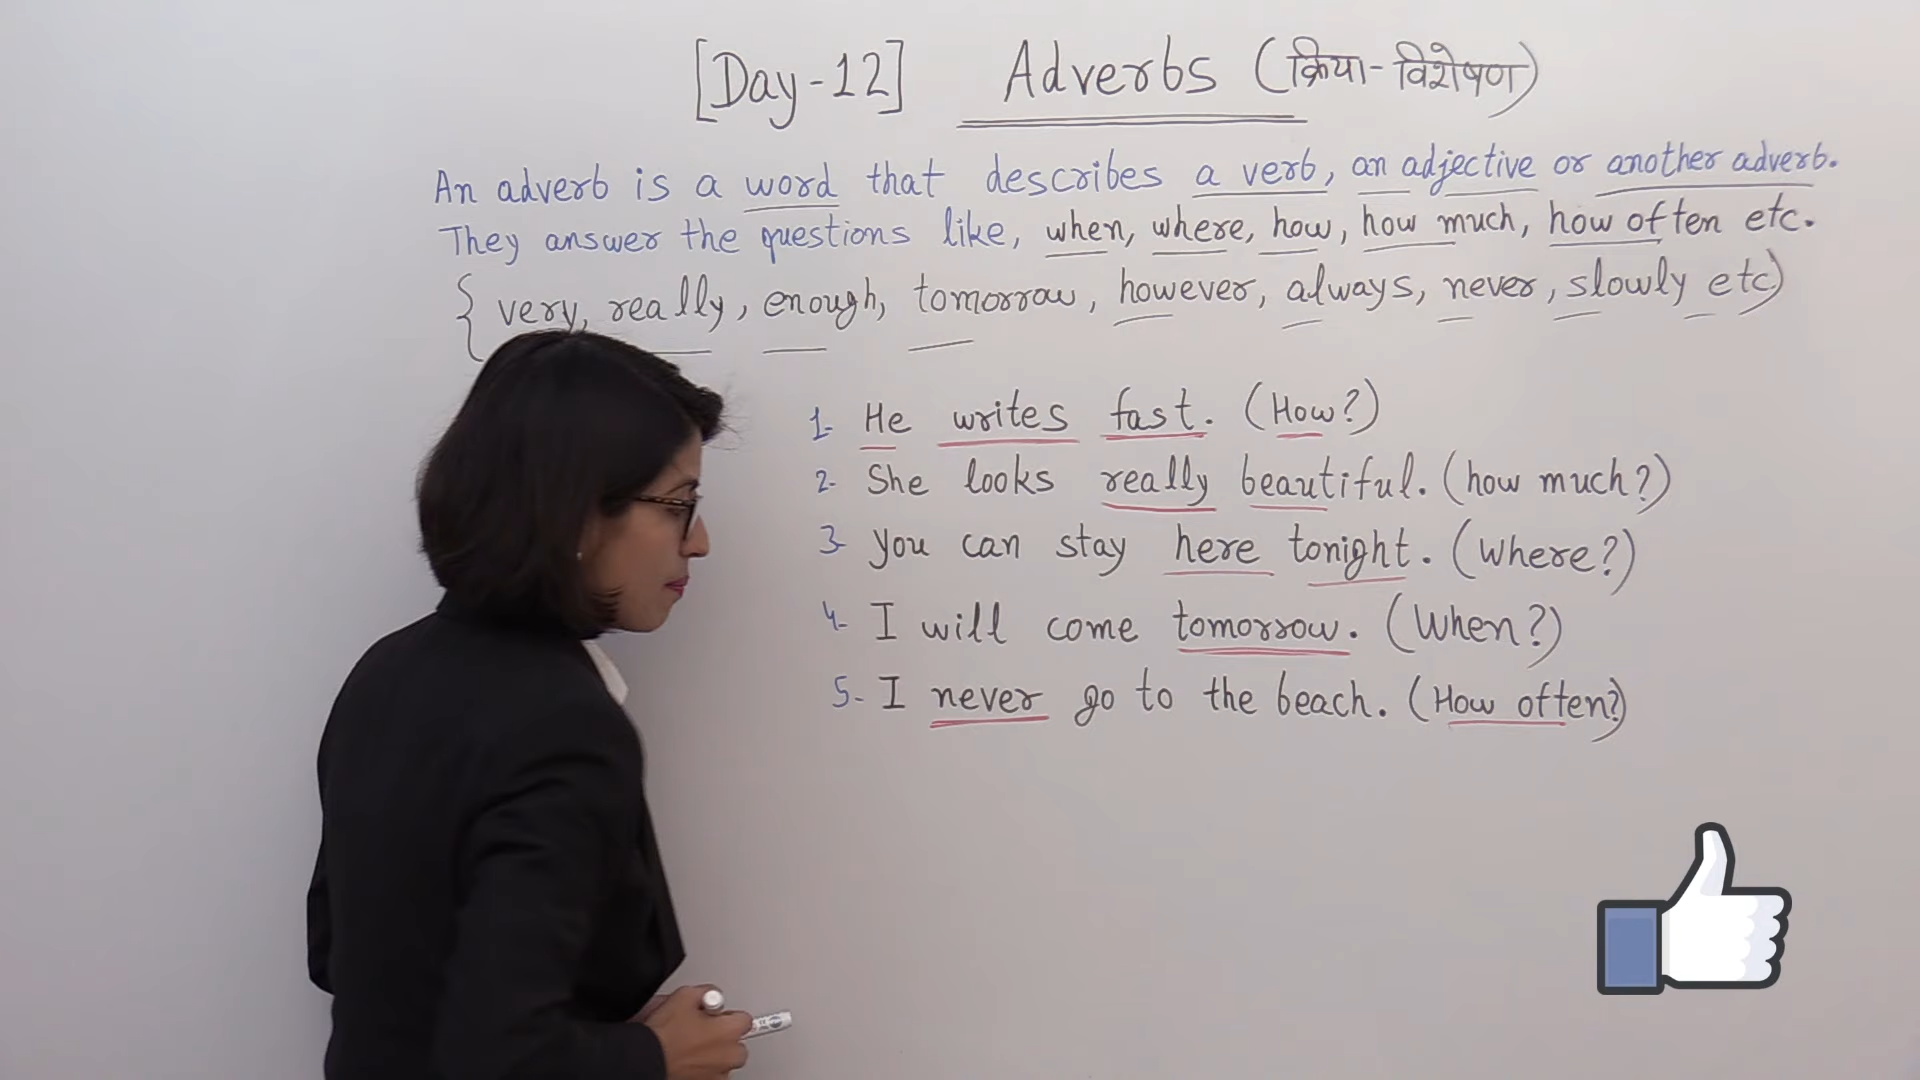 [Day-12] Adverbs (क्रिया-विशेषण)
An adverb is a word that describes a verb, an adjective or another adverb.
They answer the questions like, when, where, how, how much, how often etc.
{ very, really, enough, tomorrow, however, always, never, slowly etc)
1- He writes fast. (How?)
2- She looks really beautiful. (how much?)
3- you can stay here tonight. (Where?)
4- I will come tomorrow. (When?)
5- I never go to the beach. (How often?)